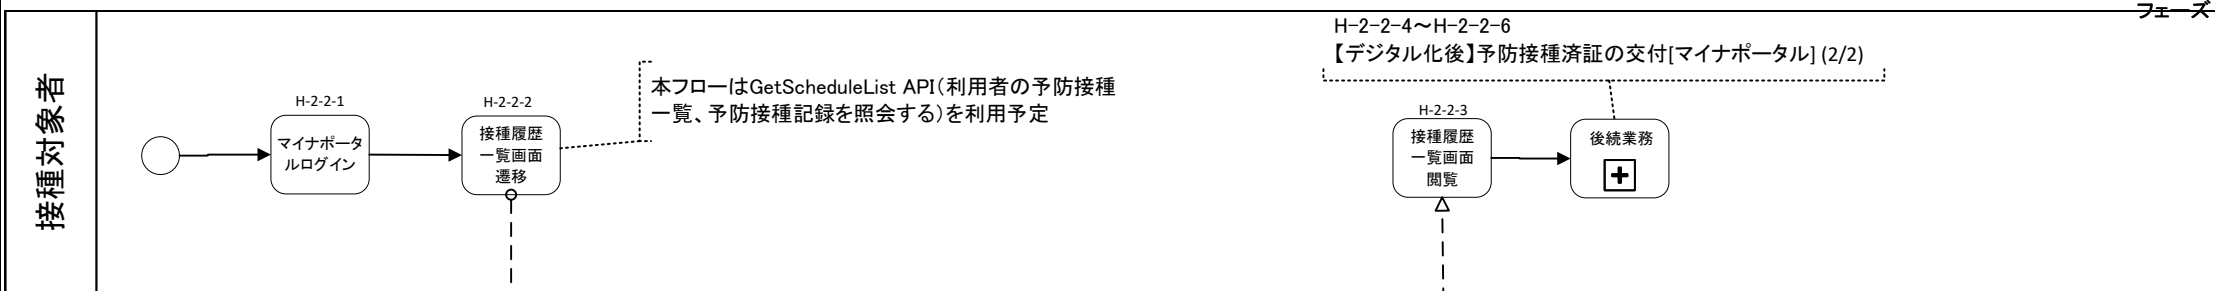 フェーズ
接種対象者
H-2-2-1
マイナポータ
ルログイン
H-2-2-2
接種履歴
一覧画面
遷移
本フローはGetScheduleList API(利用者の予防接種
一覧、予防接種記録を照会する)を利用予定
H-2-2-4～H-2-2-6
【デジタル化後】予防接種済証の交付[マイナポータル] (2/2)
H-2-2-3
接種履歴
一覧画面
閲覧
後続業務